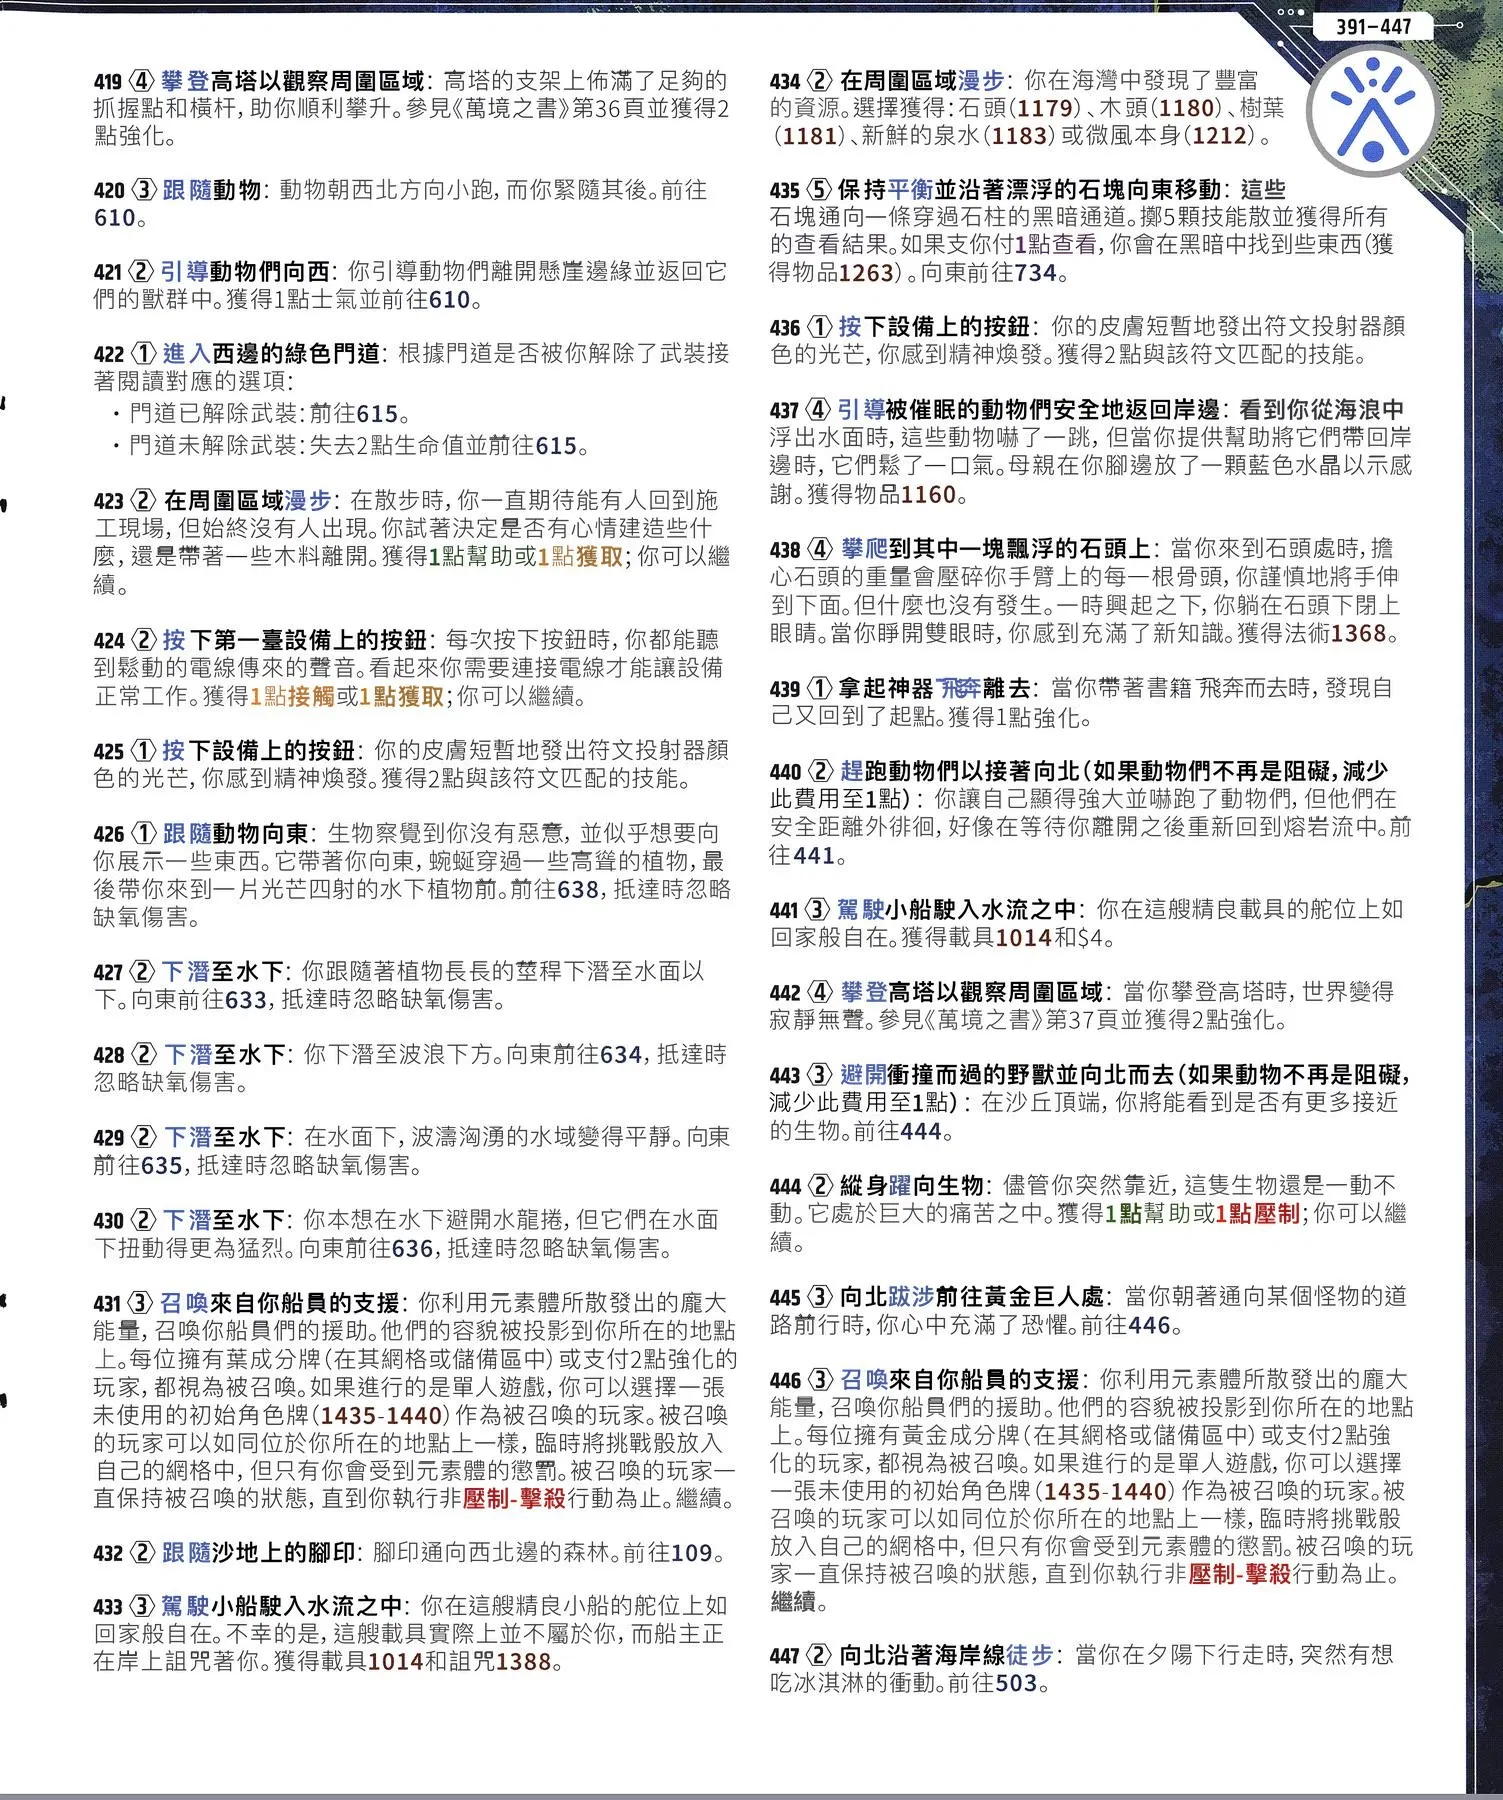 391–447
419 4 攀登高塔以觀察周圍區域：高塔的支架上佈滿了足夠的
抓握點和橫杆，助你順利攀升。參見《萬境之書》第36頁並獲得2
點強化。
420 3 跟隨動物：動物朝西北方向小跑，而你緊隨其後。前往
610。
421 2 引導動物們向西：你引導動物們離開懸崖邊緣並返回它
們的獸群中。獲得1點士氣並前往610。
422 1 進入西邊的綠色門道：根據門道是否被你解除了武裝接
著閱讀對應的選項：
・門道已解除武裝：前往615。
・門道未解除武裝：失去2點生命值並前往615。
423 2 在周圍區域漫步：在散步時，你一直期待能有人回到施
工現場，但始終沒有人出現。你試著決定是否有心情建造些什
麼，還是帶著一些木料離開。獲得1點幫助或1點獲取；你可以繼
續。
424 2 按下第一臺設備上的按鈕：每次按下按鈕時，你都能聽
到鬆動的電線傳來的聲音。看起來你需要連接電線才能讓設備
正常工作。獲得1點接觸或1點獲取；你可以繼續。
425 1 按下設備上的按鈕：你的皮膚短暫地發出符文投射器顏
色的光芒，你感到精神煥發。獲得2點與該符文匹配的技能。
426 1 跟隨動物向東：生物察覺到你沒有惡意，並似乎想要向
你展示一些東西。它帶著你向東，蜿蜒穿過一些高聳的植物，最
後帶你來到一片光芒四射的水下植物前。前往638，抵達時忽略
缺氧傷害。
427 2 下潛至水下：你跟隨著植物長長的莖稈下潛至水面以
下。向東前往633，抵達時忽略缺氧傷害。
428 2 下潛至水下：你下潛至波浪下方。向東前往634，抵達時
忽略缺氧傷害。
429 2 下潛至水下：在水面下，波濤洶湧的水域變得平靜。向東
前往635，抵達時忽略缺氧傷害。
430 2 下潛至水下：你本想在水下避開水龍捲，但它們在水面
下扭動得更為猛烈。向東前往636，抵達時忽略缺氧傷害。
431 3 召喚來自你船員的支援：你利用元素體所散發出的龐大
能量，召喚你船員們的援助。他們的容貌被投影到你所在的地點
上。每位擁有葉成分牌（在其網格或儲備區中）或支付2點強化的
玩家，都視為被召喚。如果進行的是單人遊戲，你可以選擇一張
未使用的初始角色牌（1435-1440）作為被召喚的玩家。被召喚
的玩家可以如同位於你所在的地點上一樣，臨時將挑戰骰放入
自己的網格中，但只有你會受到元素體的懲罰。被召喚的玩家一
直保持被召喚的狀態，直到你執行非壓制-擊殺行動為止。繼續。
432 2 跟隨沙地上的腳印：腳印通向西北邊的森林。前往109。
433 3 駕駛小船駛入水流之中：你在這艘精良小船的舵位上如
回家般自在。不幸的是，這艘載具實際上並不屬於你，而船主正
在岸上詛咒著你。獲得載具1014和詛咒1388。
434 2 在周圍區域漫步：你在海灣中發現了豐富
的資源。選擇獲得：石頭（1179）、木頭（1180）、樹葉
（1181）、新鮮的泉水（1183）或微風本身（1212）。
435 5 保持平衡並沿著漂浮的石塊向東移動：這些
石塊通向一條穿過石柱的黑暗通道。擲5顆技能散並獲得所有
的查看結果。如果支你付1點查看，你會在黑暗中找到些東西（獲
得物品1263）。向東前往734。
436 1 按下設備上的按鈕：你的皮膚短暫地發出符文投射器顏
色的光芒，你感到精神煥發。獲得2點與該符文匹配的技能。
437 4 引導被催眠的動物們安全地返回岸邊：看到你從海浪中
浮出水面時，這些動物嚇了一跳，但當你提供幫助將它們帶回岸
邊時，它們鬆了一口氣。母親在你腳邊放了一顆藍色水晶以示感
謝。獲得物品1160。
438 4 攀爬到其中一塊飄浮的石頭上：當你來到石頭處時，擔
心石頭的重量會壓碎你手臂上的每一根骨頭，你謹慎地將手伸
到下面。但什麼也沒有發生。一時興起之下，你躺在石頭下閉上
眼睛。當你睜開雙眼時，你感到充滿了新知識。獲得法術1368。
439 1 拿起神器飛奔離去：當你帶著書籍飛奔而去時，發現自
己又回到了起點。獲得1點強化。
440 2 趕跑動物們以接著向北（如果動物們不再是阻礙，減少
此費用至1點）：你讓自己顯得強大並嚇跑了動物們，但他們在
安全距離外徘徊，好像在等待你離開之後重新回到熔岩流中。前
往441。
441 3 駕駛小船駛入水流之中：你在這艘精良載具的舵位上如
回家般自在。獲得載具1014和$4。
442 4 攀登高塔以觀察周圍區域：當你攀登高塔時，世界變得
寂靜無聲。參見《萬境之書》第37頁並獲得2點強化。
443 3 避開衝撞而過的野獸並向北而去（如果動物不再是阻礙，
減少此費用至1點）：在沙丘頂端，你將能看到是否有更多接近
的生物。前往444。
444 2 縱身躍向生物：儘管你突然靠近，這隻生物還是一動不
動。它處於巨大的痛苦之中。獲得1點幫助或1點壓制；你可以繼
續。
445 3 向北跋涉前往黃金巨人處：當你朝著通向某個怪物的道
路前行時，你心中充滿了恐懼。前往446。
446 3 召喚來自你船員的支援：你利用元素體所散發出的龐大
能量，召喚你船員們的援助。他們的容貌被投影到你所在的地點
上。每位擁有黃金成分牌（在其網格或儲備區中）或支付2點強
化的玩家，都視為被召喚。如果進行的是單人遊戲，你可以選擇
一張未使用的初始角色牌（1435-1440）作為被召喚的玩家。被
召喚的玩家可以如同位於你所在的地點上一樣，臨時將挑戰骰
放入自己的網格中，但只有你會受到元素體的懲罰。被召喚的玩
家一直保持被召喚的狀態，直到你執行非壓制-擊殺行動為止。
繼續。
447 2 向北沿著海岸線徒步：當你在夕陽下行走時，突然有想
吃冰淇淋的衝動。前往503。